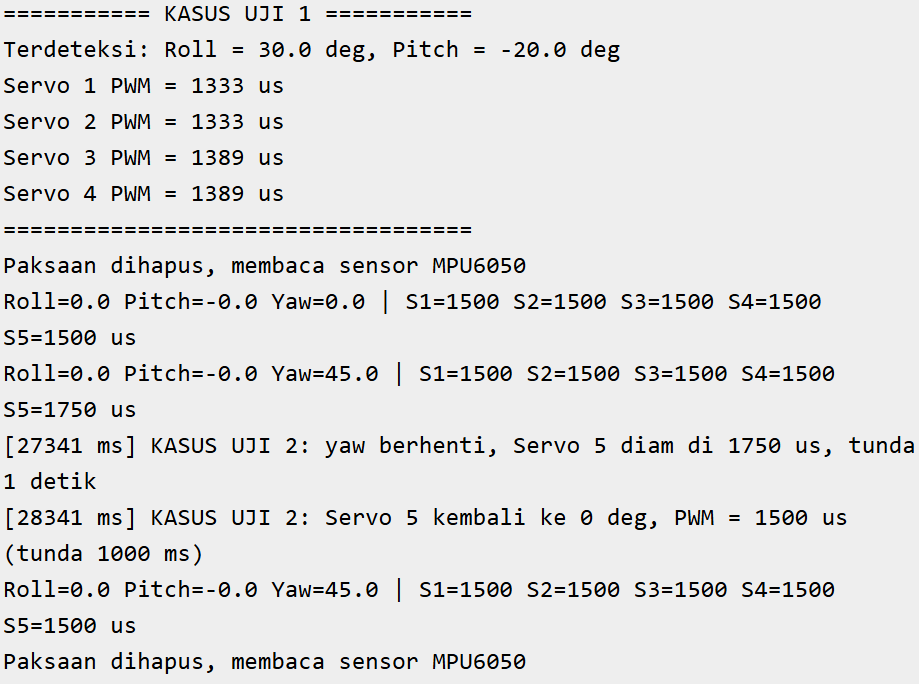 =========== KASUS UJI 1 ===========
Terdeteksi: Roll = 30.0 deg, Pitch = -20.0 deg
Servo 1 PWM = 1333 us
Servo 2 PWM = 1333 us
Servo 3 PWM = 1389 us
Servo 4 PWM = 1389 us
===================================
Paksaan dihapus, membaca sensor MPU6050
Roll=0.0 Pitch=-0.0 Yaw=0.0 | S1=1500 S2=1500 S3=1500 S4=1500
S5=1500 us
Roll=0.0 Pitch=-0.0 Yaw=45.0 | S1=1500 S2=1500 S3=1500 S4=1500
S5=1750 us
[27341 ms] KASUS UJI 2: yaw berhenti, Servo 5 diam di 1750 us, tunda
1 detik
[28341 ms] KASUS UJI 2: Servo 5 kembali ke 0 deg, PWM = 1500 us
(tunda 1000 ms)
Roll=0.0 Pitch=-0.0 Yaw=45.0 | S1=1500 S2=1500 S3=1500 S4=1500
S5=1500 us
Paksaan dihapus, membaca sensor MPU6050